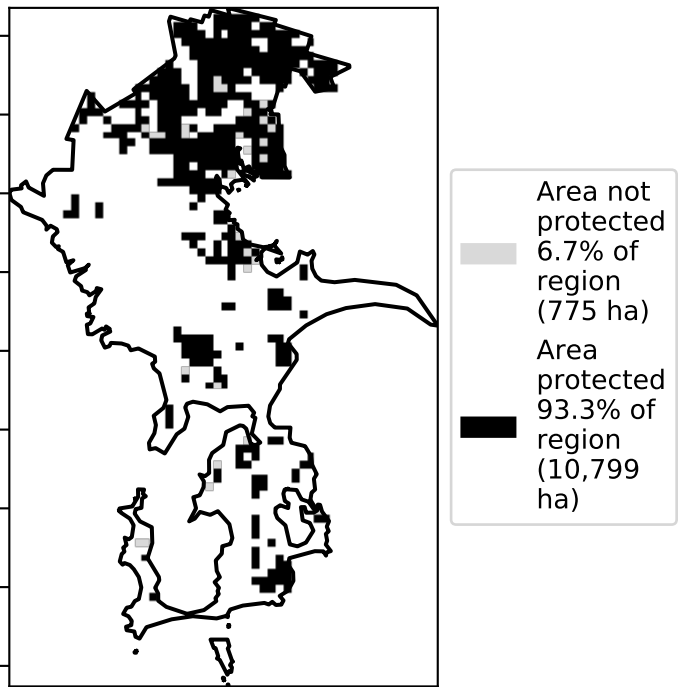 Area not
protected
6.7% of
region
(775 ha)
Area
protected
93.3% of
region
(10,799
ha)